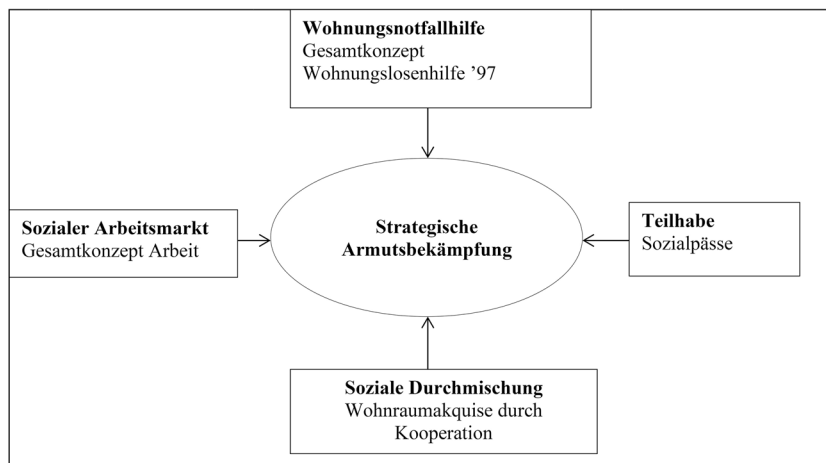 Wohnungsnotfallhilfe
Gesamtkonzept
Wohnungslosenhilfe ’97
Sozialer Arbeitsmarkt
Gesamtkonzept Arbeit
Strategische
Armutsbekämpfung
Teilhabe
Sozialpässe
Soziale Durchmischung
Wohnraumakquise durch
Kooperation